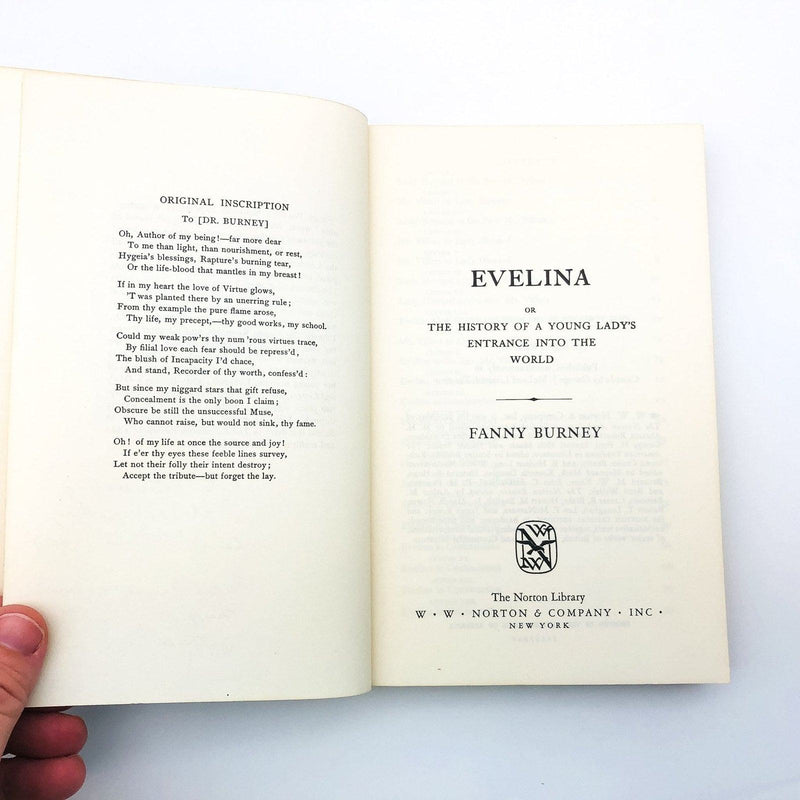 ORIGINAL INSCRIPTION
To [DR. BURNEY]
Oh, Author of my being!—far more dear
To me than light, than nourishment, or rest,
Hygeia's blessings, Rapture's burning tear,
Or the life-blood that mantles in my breast!
If in my heart the love of Virtue glows,
'T was planted there by an unerring rule;
From thy example the pure flame arose,
Thy life, my precept,—thy good works, my school.
Could my weak pow'rs thy num'rous virtues trace,
By filial love each fear should be repress'd,
The blush of Incapacity I'd chace,
And stand, Recorder of thy worth, confess'd:
But since my niggard stars that gift refuse,
Concealment is the only boon I claim;
Obscure be still the unsuccessful Muse,
Who cannot raise, but would not sink, thy fame.
Oh! of my life at once the source and joy!
If e'er thy eyes these feeble lines survey,
Let not their folly their intent destroy;
Accept the tribute—but forget the lay.
EVELINA
OR
THE HISTORY OF A YOUNG LADY'S
ENTRANCE INTO THE
WORLD
FANNY BURNEY
WW
NW
The Norton Library
W · W · NORTON & COMPANY · INC ·
NEW YORK